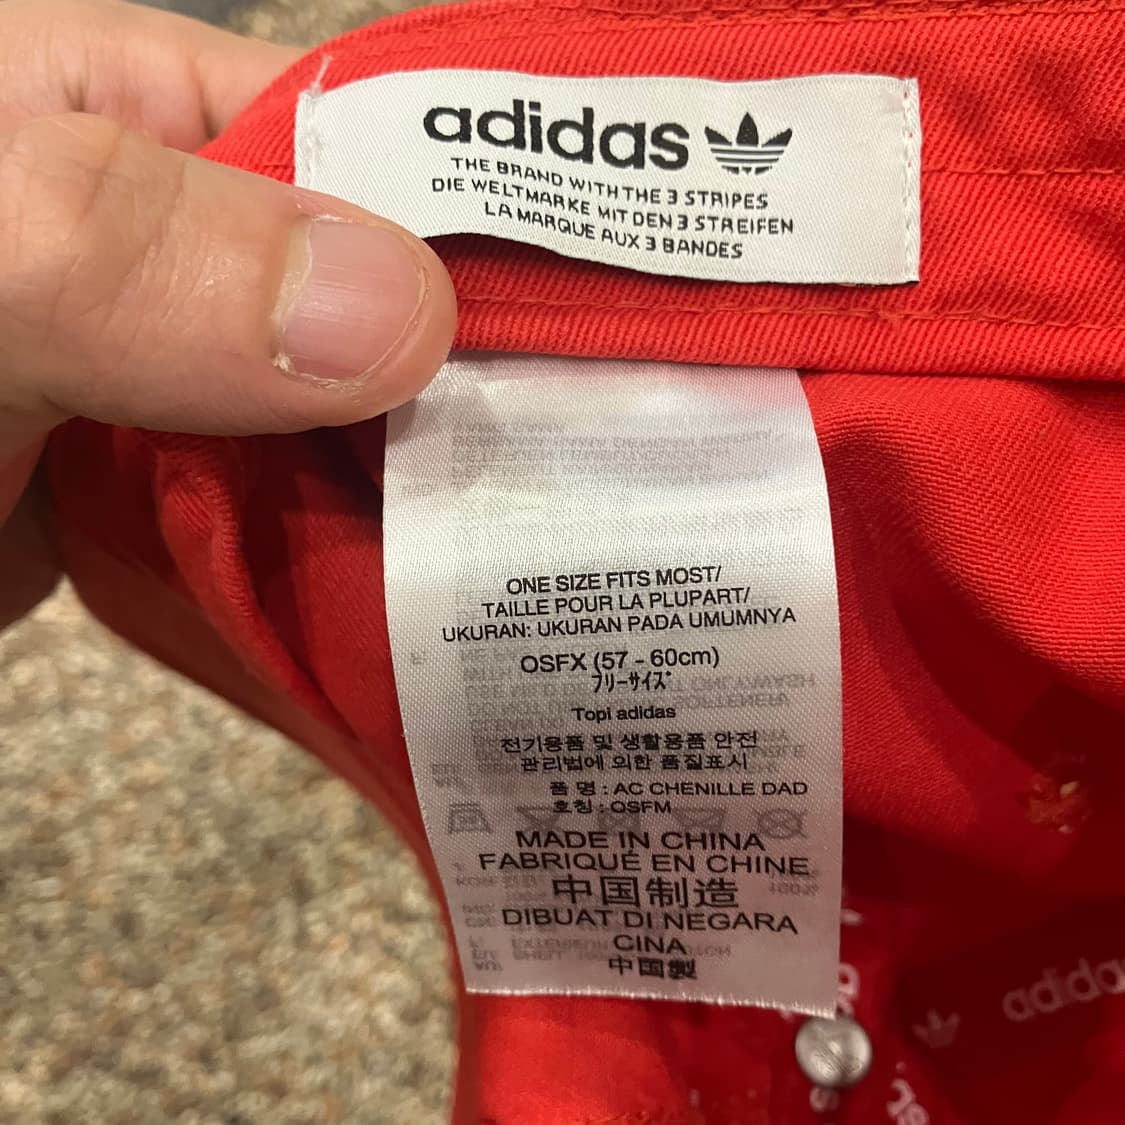 adidas
THE BRAND WITH THE 3 STRIPES
DIE WELTMARKE MIT DEN 3 STREIFEN
LA MARQUE AUX 3 BANDES
ONE SIZE FITS MOST/
TAILLE POUR LA PLUPART/
UKURAN: UKURAN PADA UMUMNYA
OSFX (57 - 60cm)
フリーサイズ
Topi adidas
전기용품 및 생활용품 안전
관리법에 의한 품질표시
품 명 : AC CHENILLE DAD
호칭 : OSFM
MADE IN CHINA
FABRIQUÉ EN CHINE
中国制造
DIBUAT DI NEGARA
CINA
中国製